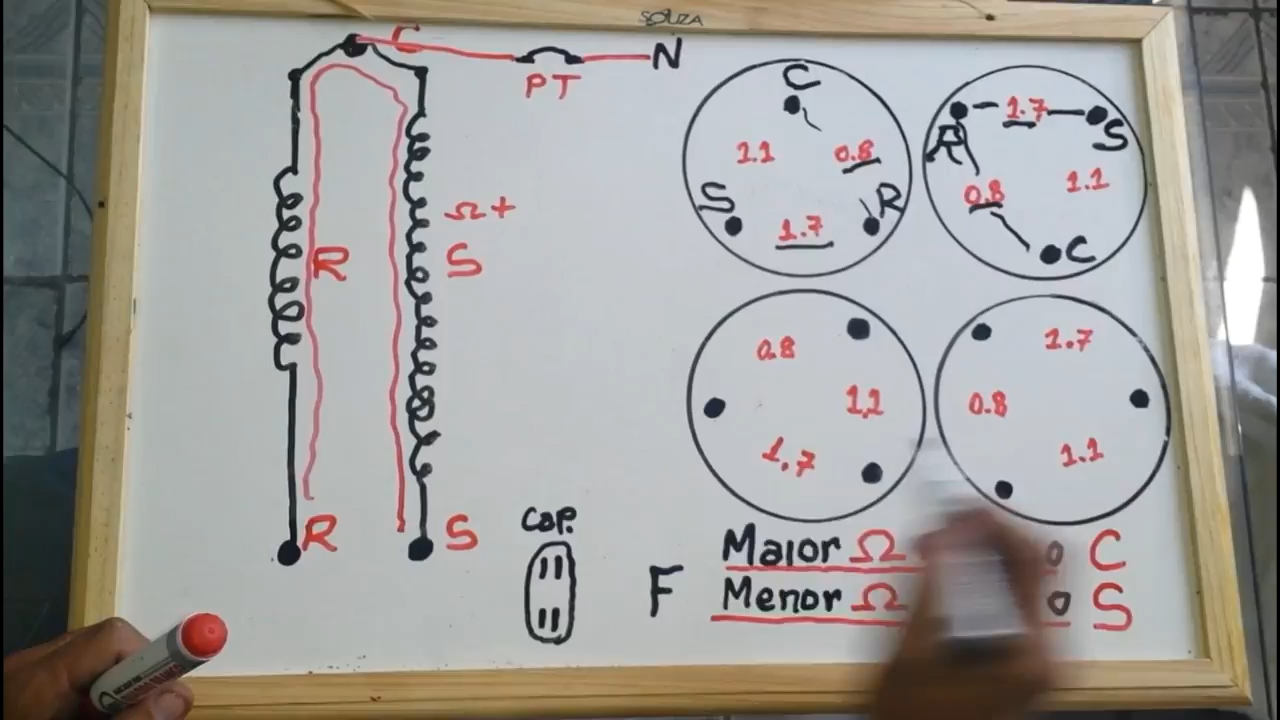 SOUZA
C
N
PT
Ω+
R
S
R
S
Cap.
F
C
1.1
0.8
S
R
1.7
R
1.7
S
0.8
1.1
C
0.8
1,1
1,7
1.7
0.8
1.1
Maior Ω o C
Menor Ω o S